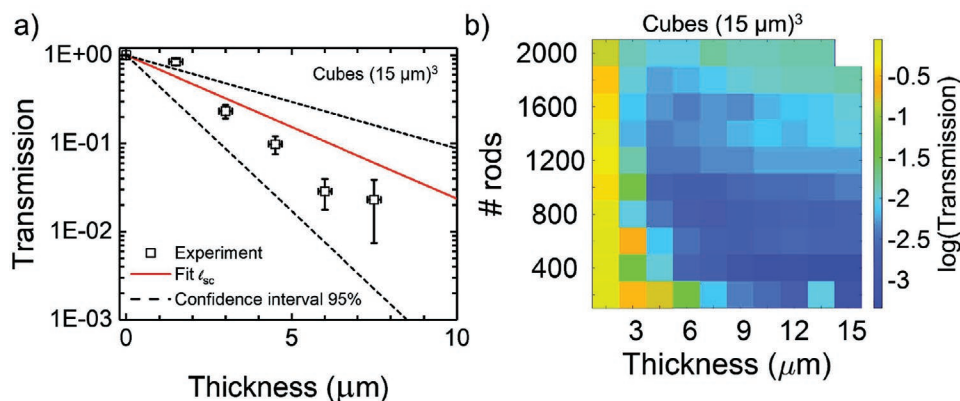 a)
1E+00
1E-01
1E-02
1E-03
Transmission
Cubes (15 μm)³
Experiment
Fit ℓsc
Confidence interval 95%
0
5
10
Thickness (μm)
b)
Cubes (15 μm)³
2000
1600
1200
800
400
# rods
3
6
9
12
15
Thickness (μm)
-0.5
-1
-1.5
-2
-2.5
-3
log(Transmission)